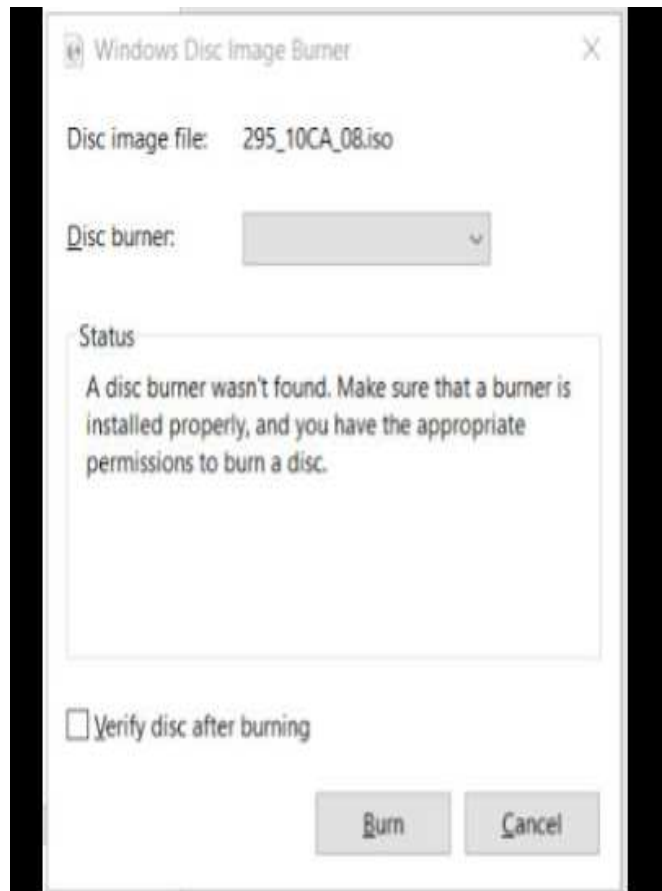 Windows Disc Image Burner
Disc image file: 295_10CA_08.iso
Disc burner:
Status
A disc burner wasn't found. Make sure that a burner is
installed properly, and you have the appropriate
permissions to burn a disc.
Verify disc after burning
Burn Cancel